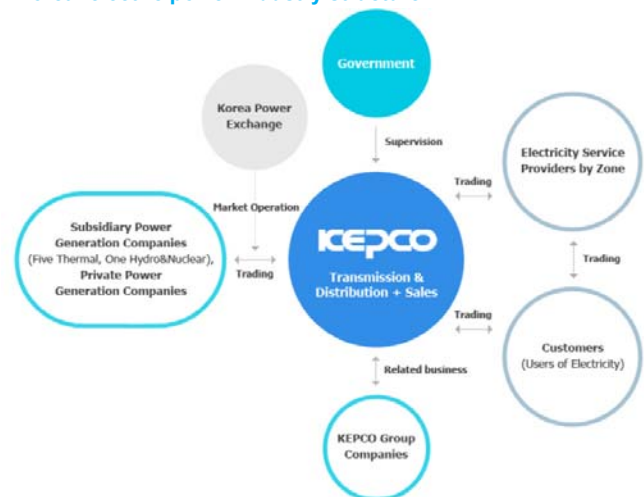 Government
Korea Power
Exchange
Supervision
Electricity Service
Providers by Zone
Trading
Market Operation
Subsidiary Power
Generation Companies
(Five Thermal, One Hydro&Nuclear),
Private Power
Generation Companies
Trading
KEPCO
Transmission &
Distribution + Sales
Trading
Trading
Customers
(Users of Electricity)
Related business
KEPCO Group
Companies